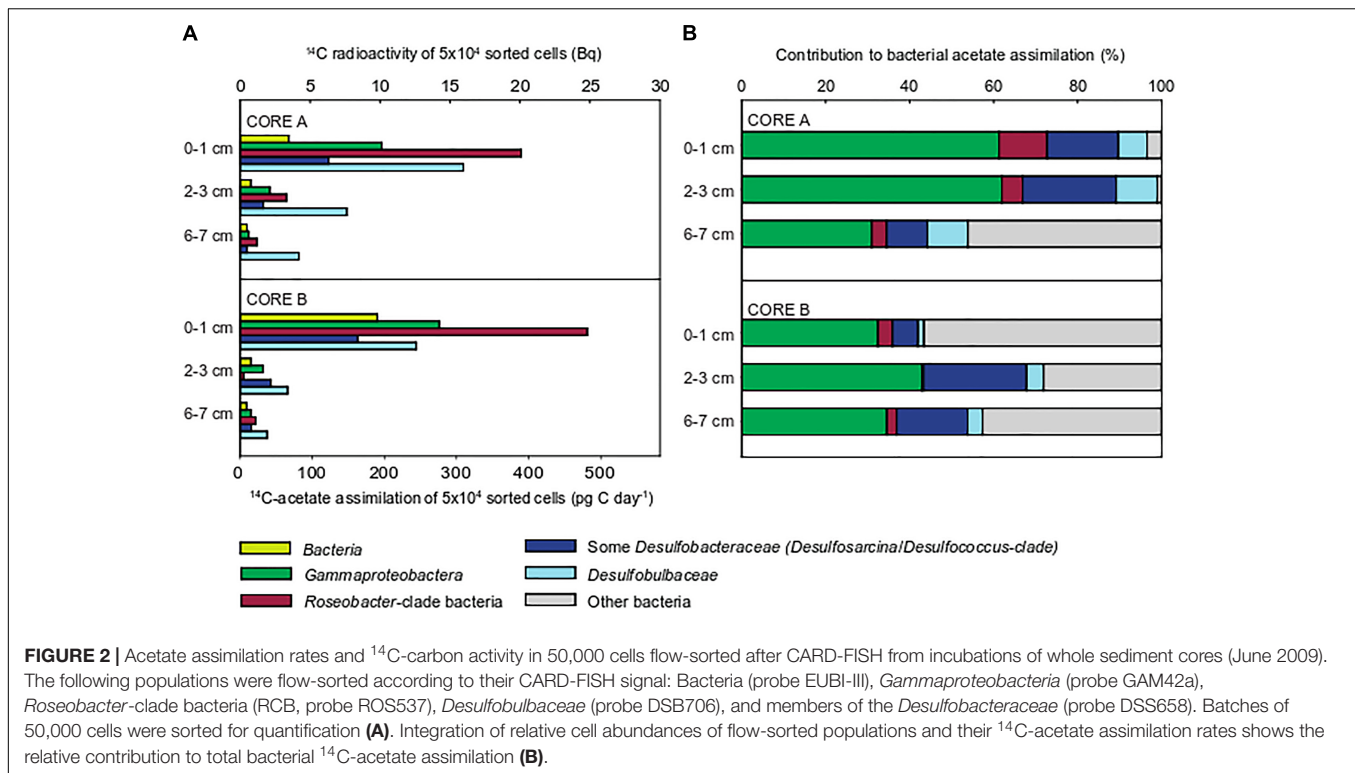 A
¹⁴C radioactivity of 5x10⁴ sorted cells (Bq)
0 5 10 15 20 25 30
CORE A
0-1 cm
2-3 cm
6-7 cm
CORE B
0-1 cm
2-3 cm
6-7 cm
0 100 200 300 400 500
¹⁴C-acetate assimilation of 5x10⁴ sorted cells (pg C day⁻¹)
B
Contribution to bacterial acetate assimilation (%)
0 20 40 60 80 100
CORE A
0-1 cm
2-3 cm
6-7 cm
CORE B
0-1 cm
2-3 cm
6-7 cm
Bacteria
Gammaproteobactera
Roseobacter-clade bacteria
Some Desulfobacteraceae (Desulfosarcina/Desulfococcus-clade)
Desulfobulbaceae
Other bacteria
FIGURE 2 | Acetate assimilation rates and ¹⁴C-carbon activity in 50,000 cells flow-sorted after CARD-FISH from incubations of whole sediment cores (June 2009).
The following populations were flow-sorted according to their CARD-FISH signal: Bacteria (probe EUBI-III), Gammaproteobacteria (probe GAM42a),
Roseobacter-clade bacteria (RCB, probe ROS537), Desulfobulbaceae (probe DSB706), and members of the Desulfobacteraceae (probe DSS658). Batches of
50,000 cells were sorted for quantification (A). Integration of relative cell abundances of flow-sorted populations and their ¹⁴C-acetate assimilation rates shows the
relative contribution to total bacterial ¹⁴C-acetate assimilation (B).